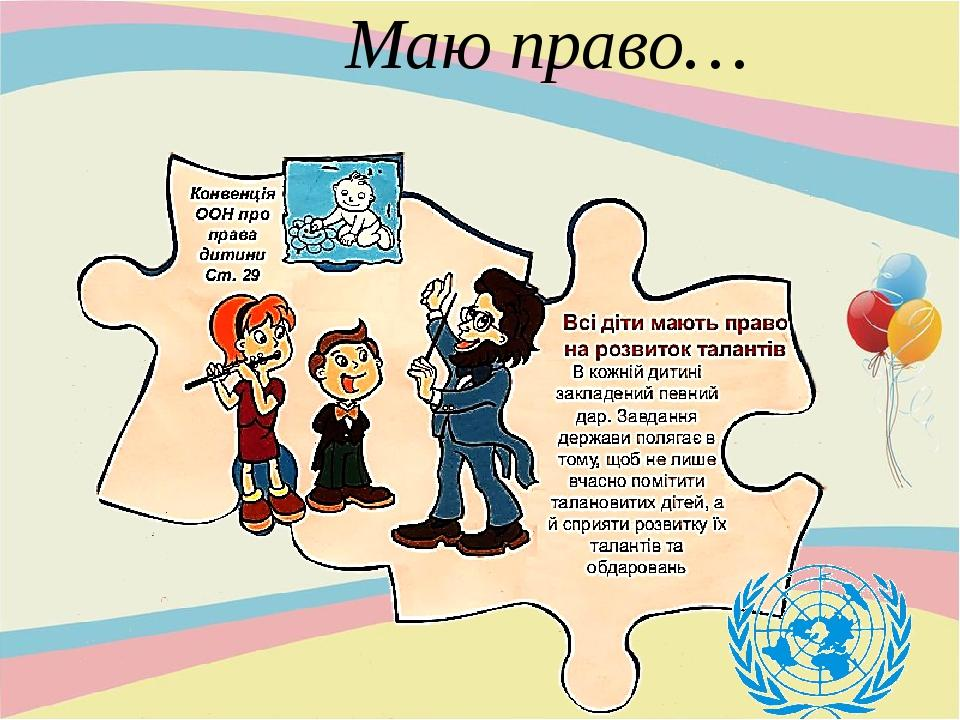 Маю право…
Конвенція
ООН про
права
дитини
Ст. 29
Всі діти мають право
на розвиток талантів
В кожній дитині
закладений певний
дар. Завдання
держави полягає в
тому, щоб не лише
вчасно помітити
талановитих дітей, а
й сприяти розвитку їх
талантів та
обдаровань